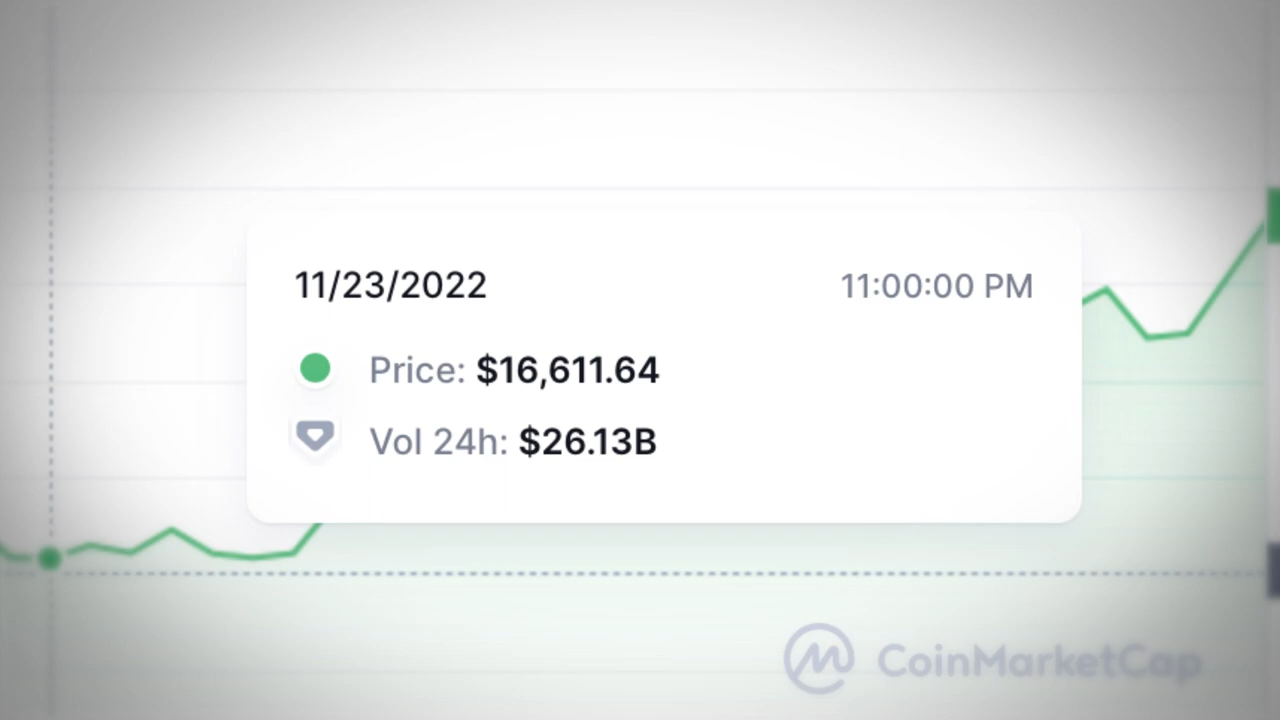 11/23/2022 11:00:00 PM
Price: $16,611.64
Vol 24h: $26.13B
CoinMarketCap